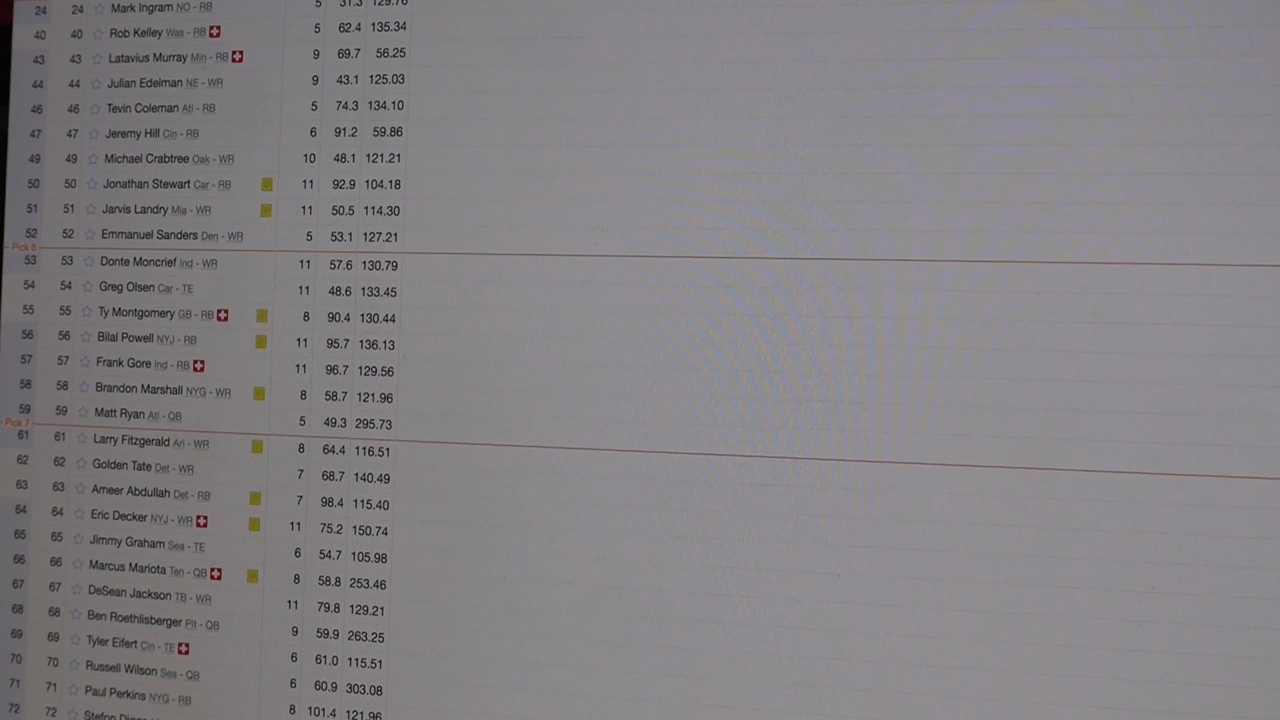 24 24 Mark Ingram NO - RB 5 31.3 129.76
40 40 Rob Kelley Was - RB 5 62.4 135.34
43 43 Latavius Murray Min - RB 9 69.7 56.25
44 44 Julian Edelman NE - WR 9 43.1 125.03
46 46 Tevin Coleman Atl - RB 5 74.3 134.10
47 47 Jeremy Hill Cin - RB 6 91.2 59.86
49 49 Michael Crabtree Oak - WR 10 48.1 121.21
50 50 Jonathan Stewart Car - RB 11 92.9 104.18
51 51 Jarvis Landry Mia - WR 11 50.5 114.30
52 52 Emmanuel Sanders Den - WR 5 53.1 127.21
Pick 6
53 53 Donte Moncrief Ind - WR 11 57.6 130.79
54 54 Greg Olsen Car - TE 11 48.6 133.45
55 55 Ty Montgomery GB - RB 8 90.4 130.44
56 56 Bilal Powell NYJ - RB 11 95.7 136.13
57 57 Frank Gore Ind - RB 11 96.7 129.56
58 58 Brandon Marshall NYG - WR 8 58.7 121.96
59 59 Matt Ryan Atl - QB 5 49.3 295.73
Pick 7
61 61 Larry Fitzgerald Ari - WR 8 64.4 116.51
62 62 Golden Tate Det - WR 7 68.7 140.49
63 63 Ameer Abdullah Det - RB 7 98.4 115.40
64 64 Eric Decker NYJ - WR 11 75.2 150.74
65 65 Jimmy Graham Sea - TE 6 54.7 105.98
66 66 Marcus Mariota Ten - QB 8 58.8 253.46
67 67 DeSean Jackson TB - WR 11 79.8 129.21
68 68 Ben Roethlisberger Pit - QB 9 59.9 263.25
69 69 Tyler Eifert Cin - TE 6 61.0 115.51
70 70 Russell Wilson Sea - QB 6 60.9 303.08
71 71 Paul Perkins NYG - RB 8 101.4 121.96
72 72 Stefon